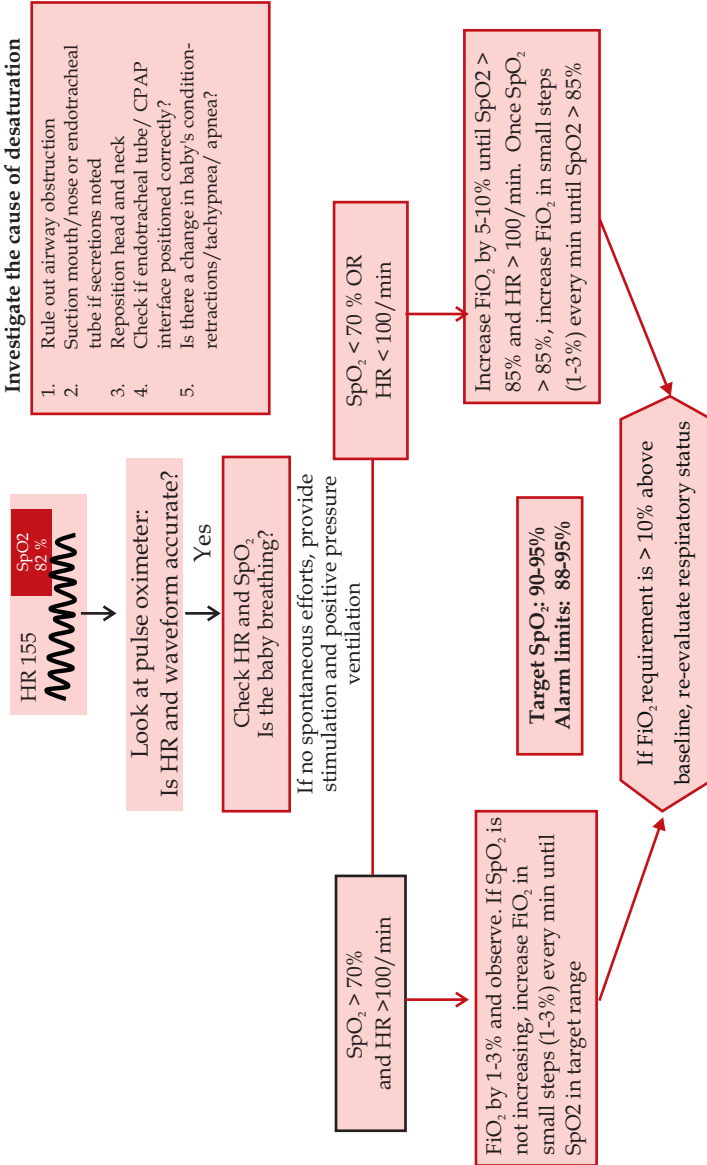 Investigate the cause of desaturation
1. Rule out airway obstruction
2. Suction mouth/nose or endotracheal
tube if secretions noted
3. Reposition head and neck
4. Check if endotracheal tube/ CPAP
interface positioned correctly?
5. Is there a change in baby's condition-
retractions/tachypnea/ apnea?
HR 155
SpO2
82 %
Look at pulse oximeter:
Is HR and waveform accurate?
Yes
Check HR and SpO₂
Is the baby breathing?
If no spontaneous efforts, provide
stimulation and positive pressure
ventilation
SpO₂ > 70%
and HR >100/min
SpO₂ < 70 % OR
HR < 100/min
FiO₂ by 1-3% and observe. If SpO₂ is
not increasing, increase FiO₂ in
small steps (1-3%) every min until
SpO2 in target range
Target SpO₂: 90-95%
Alarm limits: 88-95%
Increase FiO₂ by 5-10% until SpO2 >
85% and HR > 100/min. Once SpO₂
> 85%, increase FiO₂ in small steps
(1-3%) every min until SpO2 > 85%
If FiO₂ requirement is > 10% above
baseline, re-evaluate respiratory status